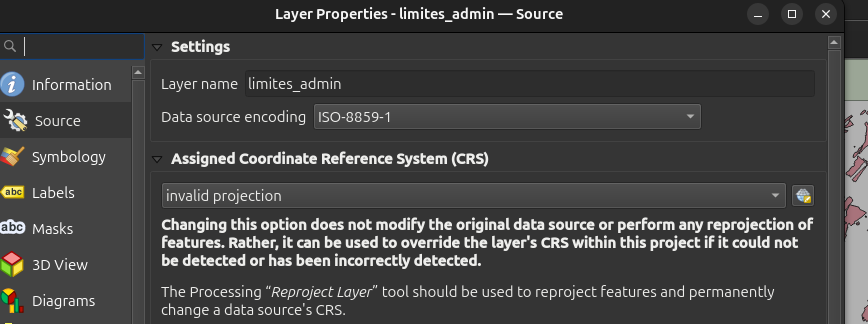 Layer Properties - limites_admin — Source
Settings
Information
Layer name limites_admin
Source
Data source encoding ISO-8859-1
Symbology
Assigned Coordinate Reference System (CRS)
Labels
invalid projection
Masks
Changing this option does not modify the original data source or perform any reprojection of
features. Rather, it can be used to override the layer's CRS within this project if it could not
be detected or has been incorrectly detected.
3D View
Diagrams
The Processing “Reproject Layer” tool should be used to reproject features and permanently
change a data source's CRS.
abc
abc